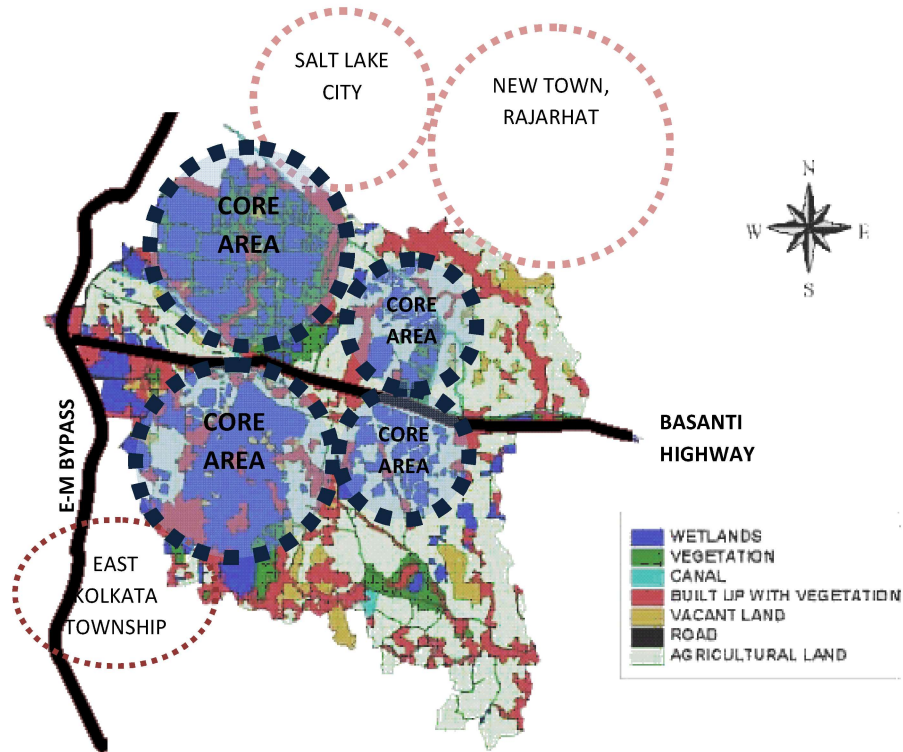 SALT LAKE
CITY
NEW TOWN,
RAJARHAT
N
W
E
S
CORE
AREA
CORE
AREA
CORE
AREA
CORE
AREA
BASANTI
HIGHWAY
E-M BYPASS
EAST
KOLKATA
TOWNSHIP
WETLANDS
VEGETATION
CANAL
BUILT UP WITH VEGETATION
VACANT LAND
ROAD
AGRICULTURAL LAND